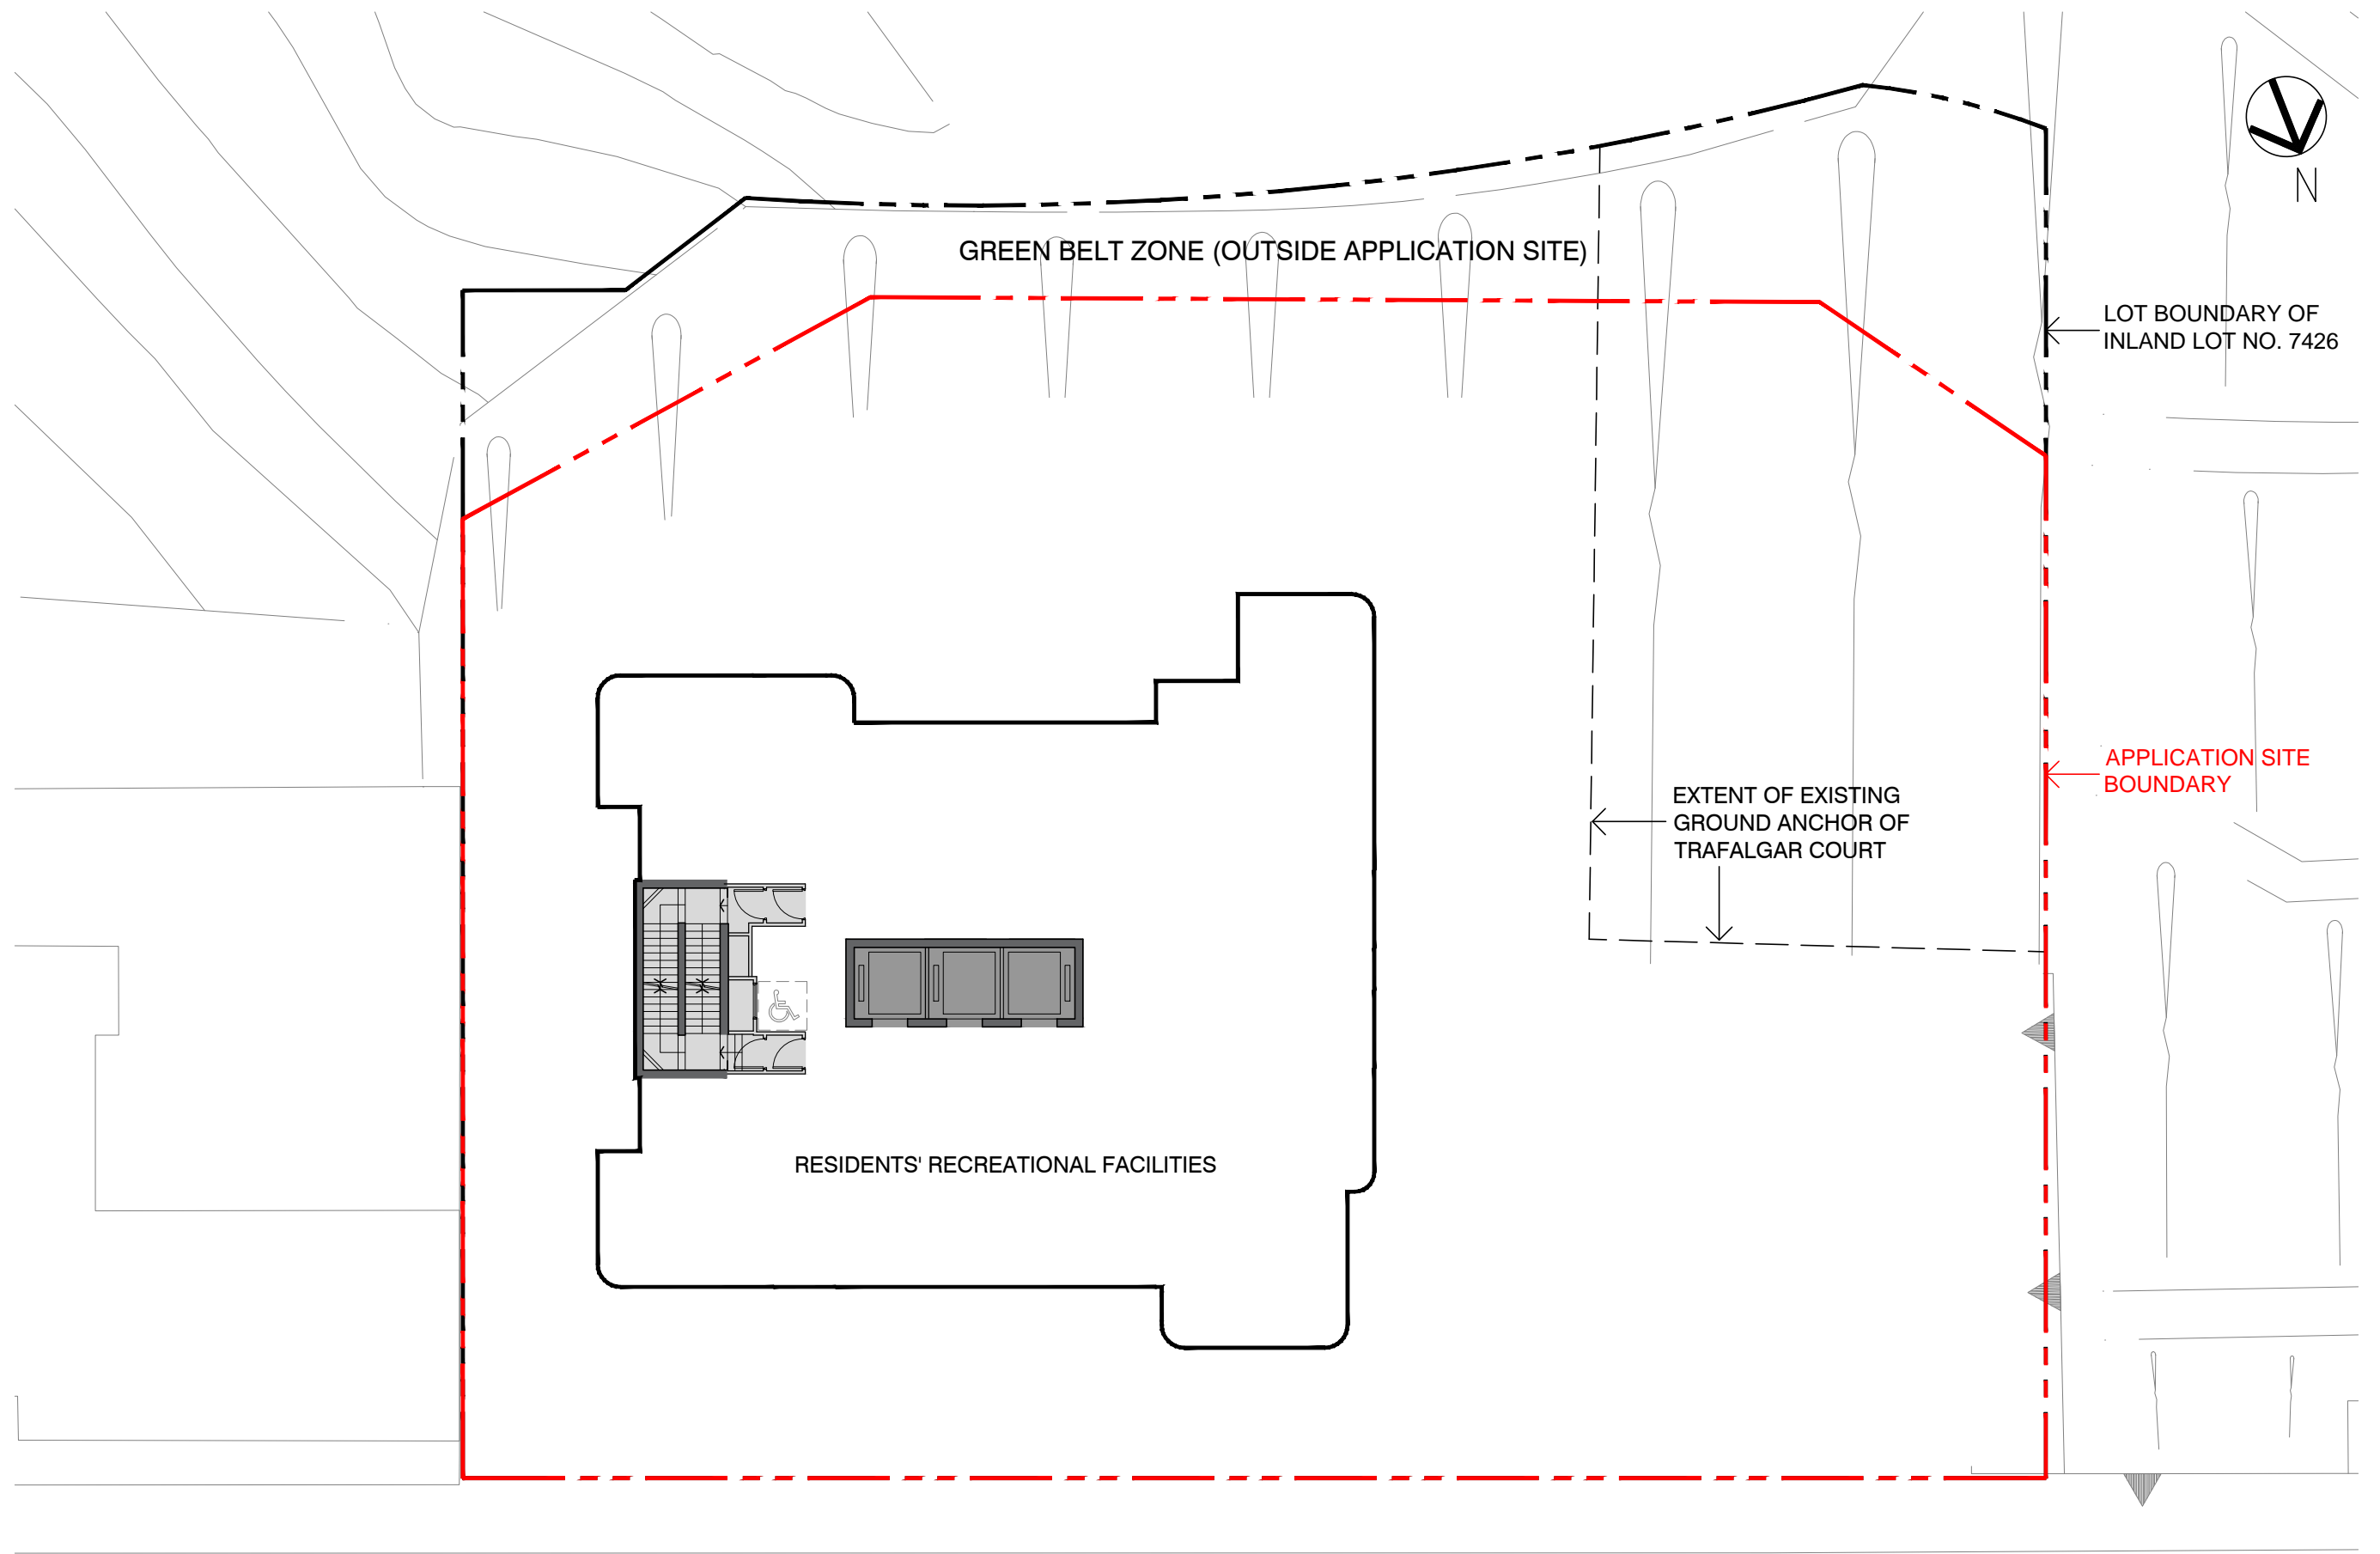 N
GREEN BELT ZONE (OUTSIDE APPLICATION SITE)
LOT BOUNDARY OF
INLAND LOT NO. 7426
APPLICATION SITE
BOUNDARY
EXTENT OF EXISTING
GROUND ANCHOR OF
TRAFALGAR COURT
RESIDENTS' RECREATIONAL FACILITIES